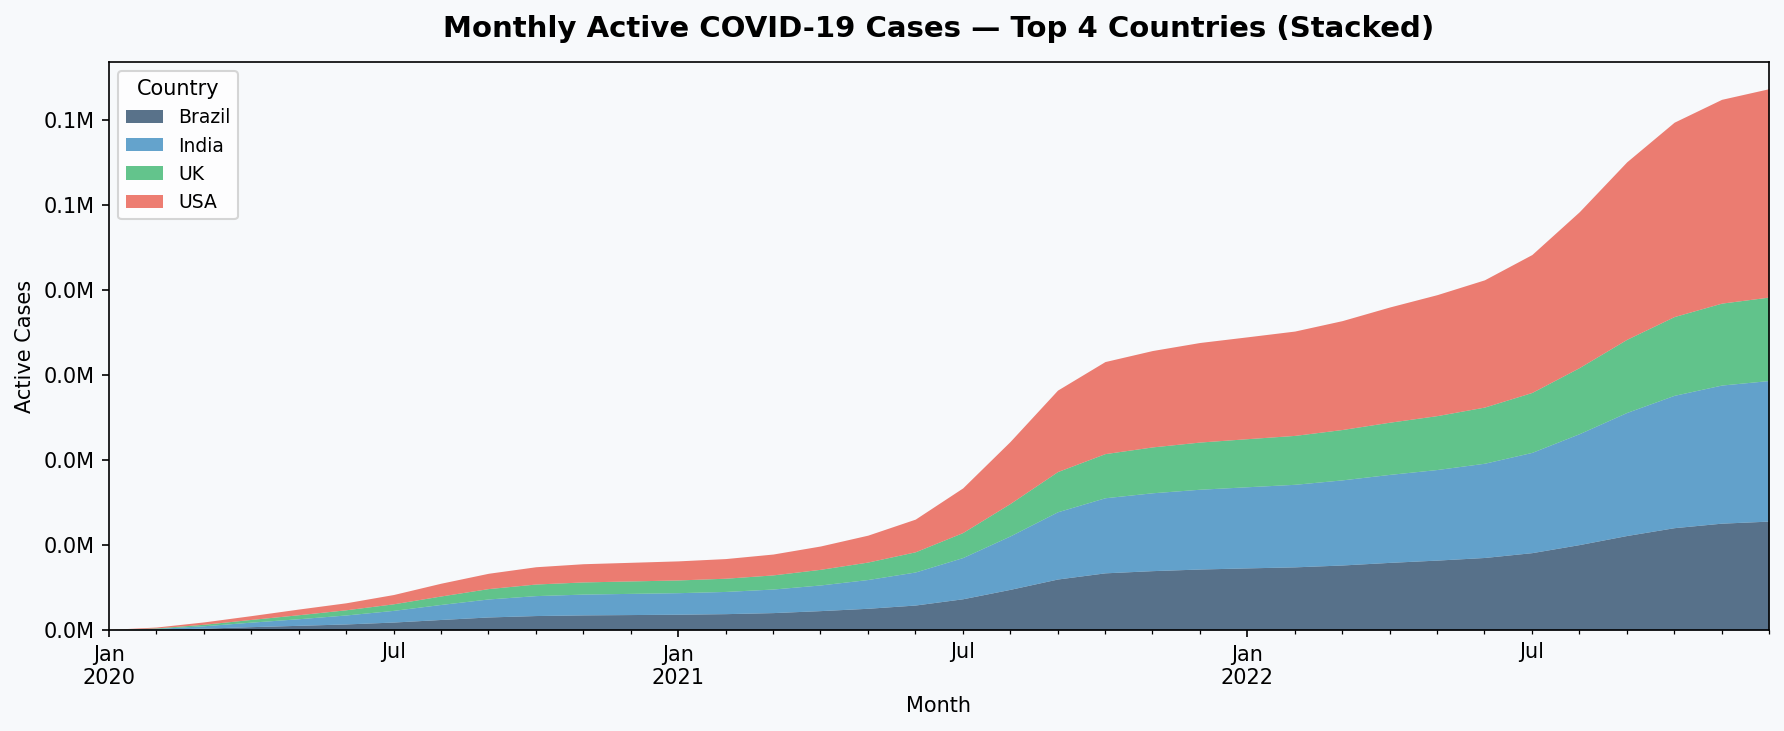 Monthly Active COVID-19 Cases — Top 4 Countries (Stacked)
Country
Brazil
India
UK
USA
Active Cases
0.1M
0.1M
0.0M
0.0M
0.0M
0.0M
0.0M
Jan
2020
Jul
Jan
2021
Jul
Jan
2022
Jul
Month